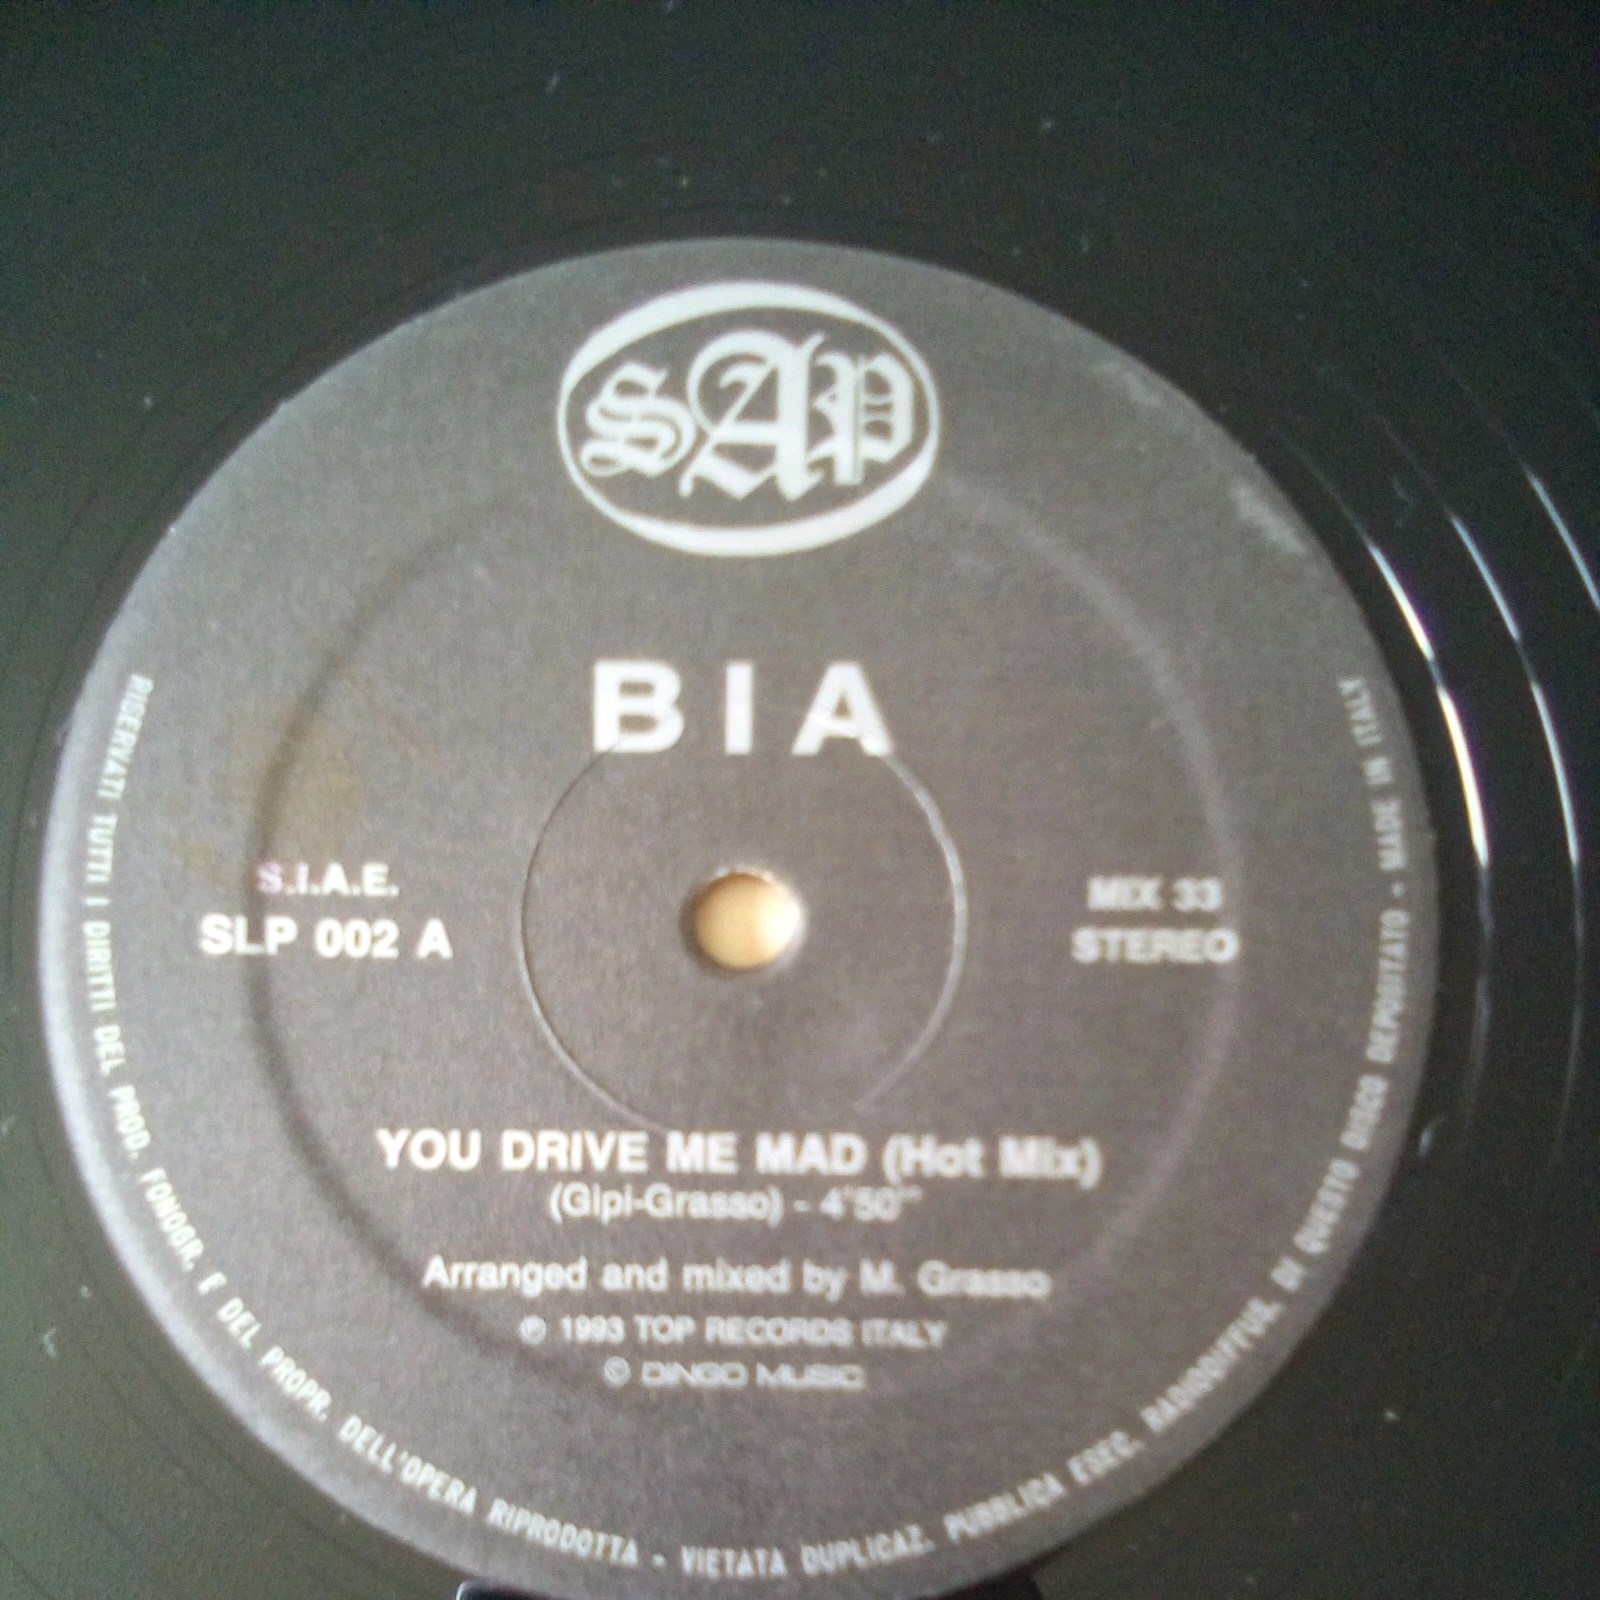 SAP
BIA
S.I.A.E.
SLP 002 A
MIX 33
STEREO
YOU DRIVE ME MAD (Hot Mix)
(Gipi-Grasso) - 4'50"
Arranged and mixed by M. Grasso
℗ 1993 TOP RECORDS ITALY
© DINGO MUSIC
RISERVATI TUTTI I DIRITTI DEL PROD. FONOGR. E DEL PROPR. DELL'OPERA RIPRODOTTA - VIETATA DUPLICAZ. PUBBLICA ESEC. RADIODIFFUS. DI QUESTO DISCO DEPOSITATO - MADE IN ITALY